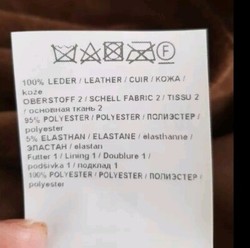 F
100% LEDER / LEATHER / CUIR / КОЖА /
kože
OBERSTOFF 2 / SCHELL FABRIC 2 / TISSU 2
/ основная ткань 2
95% POLYESTER / POLYESTER / ПОЛИЭСТЕР /
polyester
5% ELASTHAN / ELASTANE / elasthanne /
ЭЛАСТАН / elastan
Futter 1 / Lining 1 / Doublure 1 /
podšivka 1 / подклад 1
100% POLYESTER / POLYESTER / ПОЛИЭСТЕР /
polyester